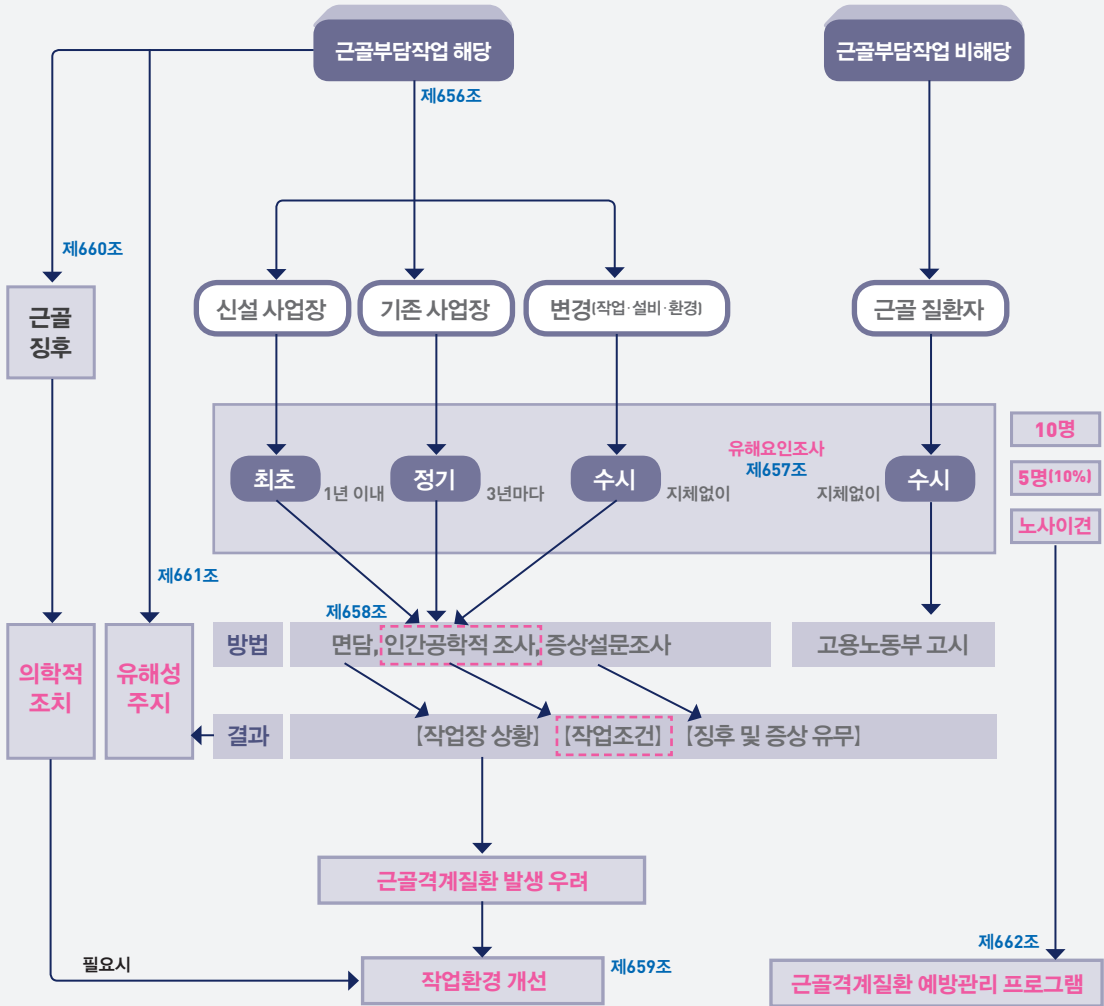 근골부담작업 해당
근골부담작업 비해당
제656조
제660조
근골
징후
신설 사업장
기존 사업장
변경(작업·설비·환경)
근골 질환자
유해요인조사
제657조
최초
1년 이내
정기
3년마다
수시
지체없이
지체없이
수시
10명
5명(10%)
노사이견
제661조
제658조
의학적
조치
유해성
주지
방법
면담, 인간공학적 조사, 증상설문조사
고용노동부 고시
결과
【작업장 상황】 【작업조건】 【징후 및 증상 유무】
근골격계질환 발생 우려
필요시
작업환경 개선
제659조
제662조
근골격계질환 예방관리 프로그램